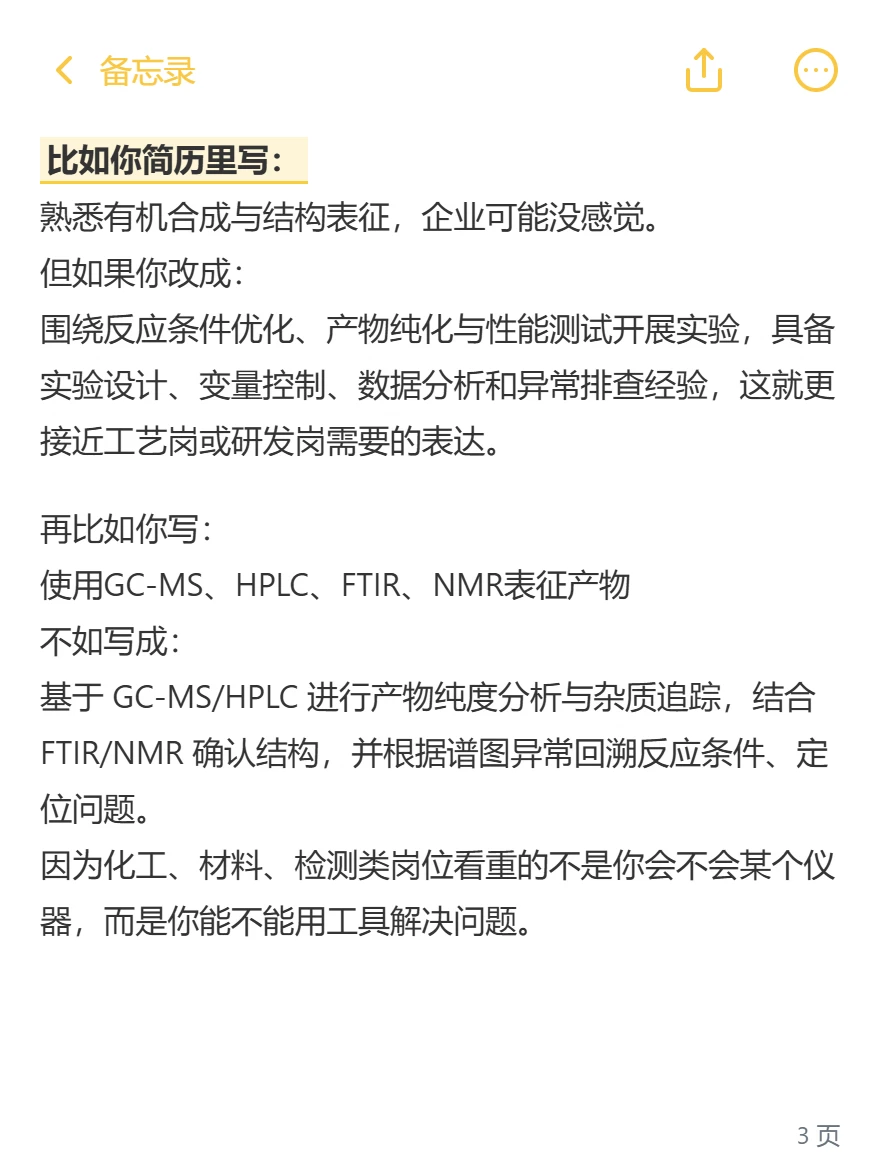 备忘录
比如你简历里写：
熟悉有机合成与结构表征，企业可能没感觉。
但如果你改成：
围绕反应条件优化、产物纯化与性能测试开展实验，具备
实验设计、变量控制、数据分析和异常排查经验，这就更
接近工艺岗或研发岗需要的表达。
再比如你写：
使用GC-MS、HPLC、FTIR、NMR表征产物
不如写成：
基于 GC-MS/HPLC 进行产物纯度分析与杂质追踪，结合
FTIR/NMR 确认结构，并根据谱图异常回溯反应条件、定
位问题。
因为化工、材料、检测类岗位看重的不是你会不会某个仪
器，而是你能不能用工具解决问题。
3 页